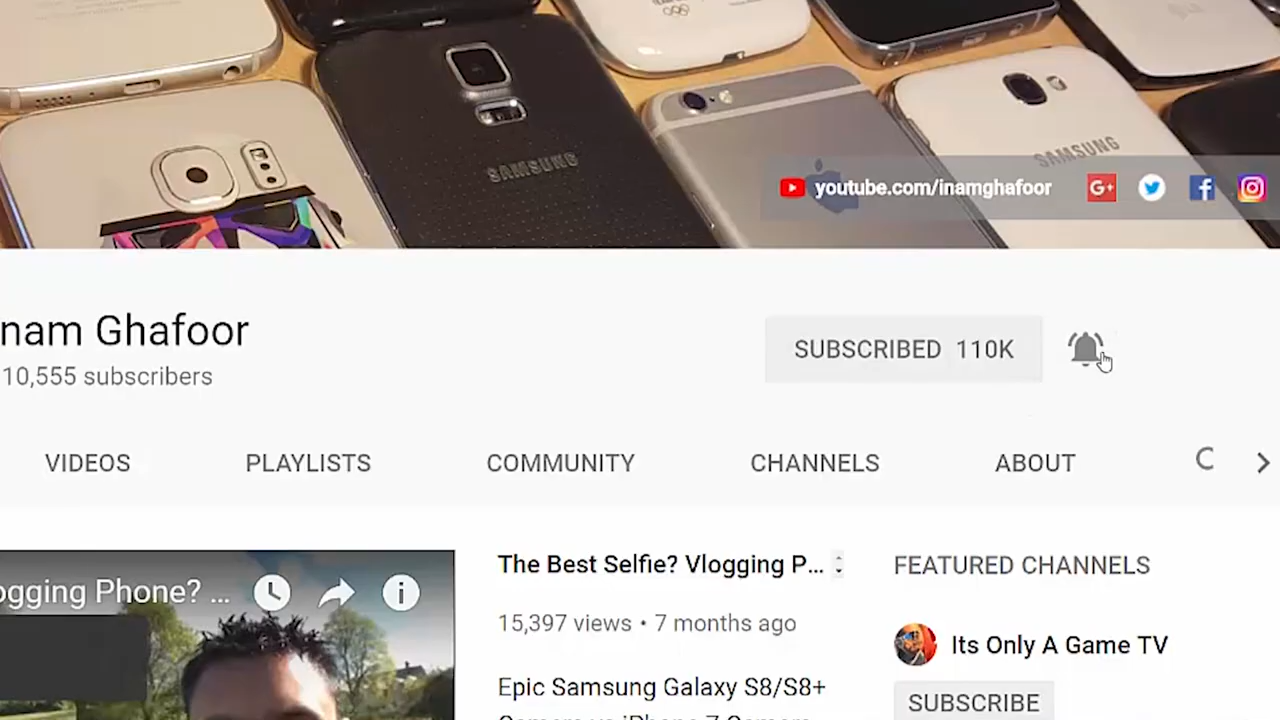 SAMSUNG
SAMSUNG
youtube.com/inamghafoor
G+
nam Ghafoor
10,555 subscribers
SUBSCRIBED 110K
VIDEOS
PLAYLISTS
COMMUNITY
CHANNELS
ABOUT
ogging Phone? ...
The Best Selfie? Vlogging P...
15,397 views • 7 months ago
Epic Samsung Galaxy S8/S8+
FEATURED CHANNELS
Its Only A Game TV
SUBSCRIBE